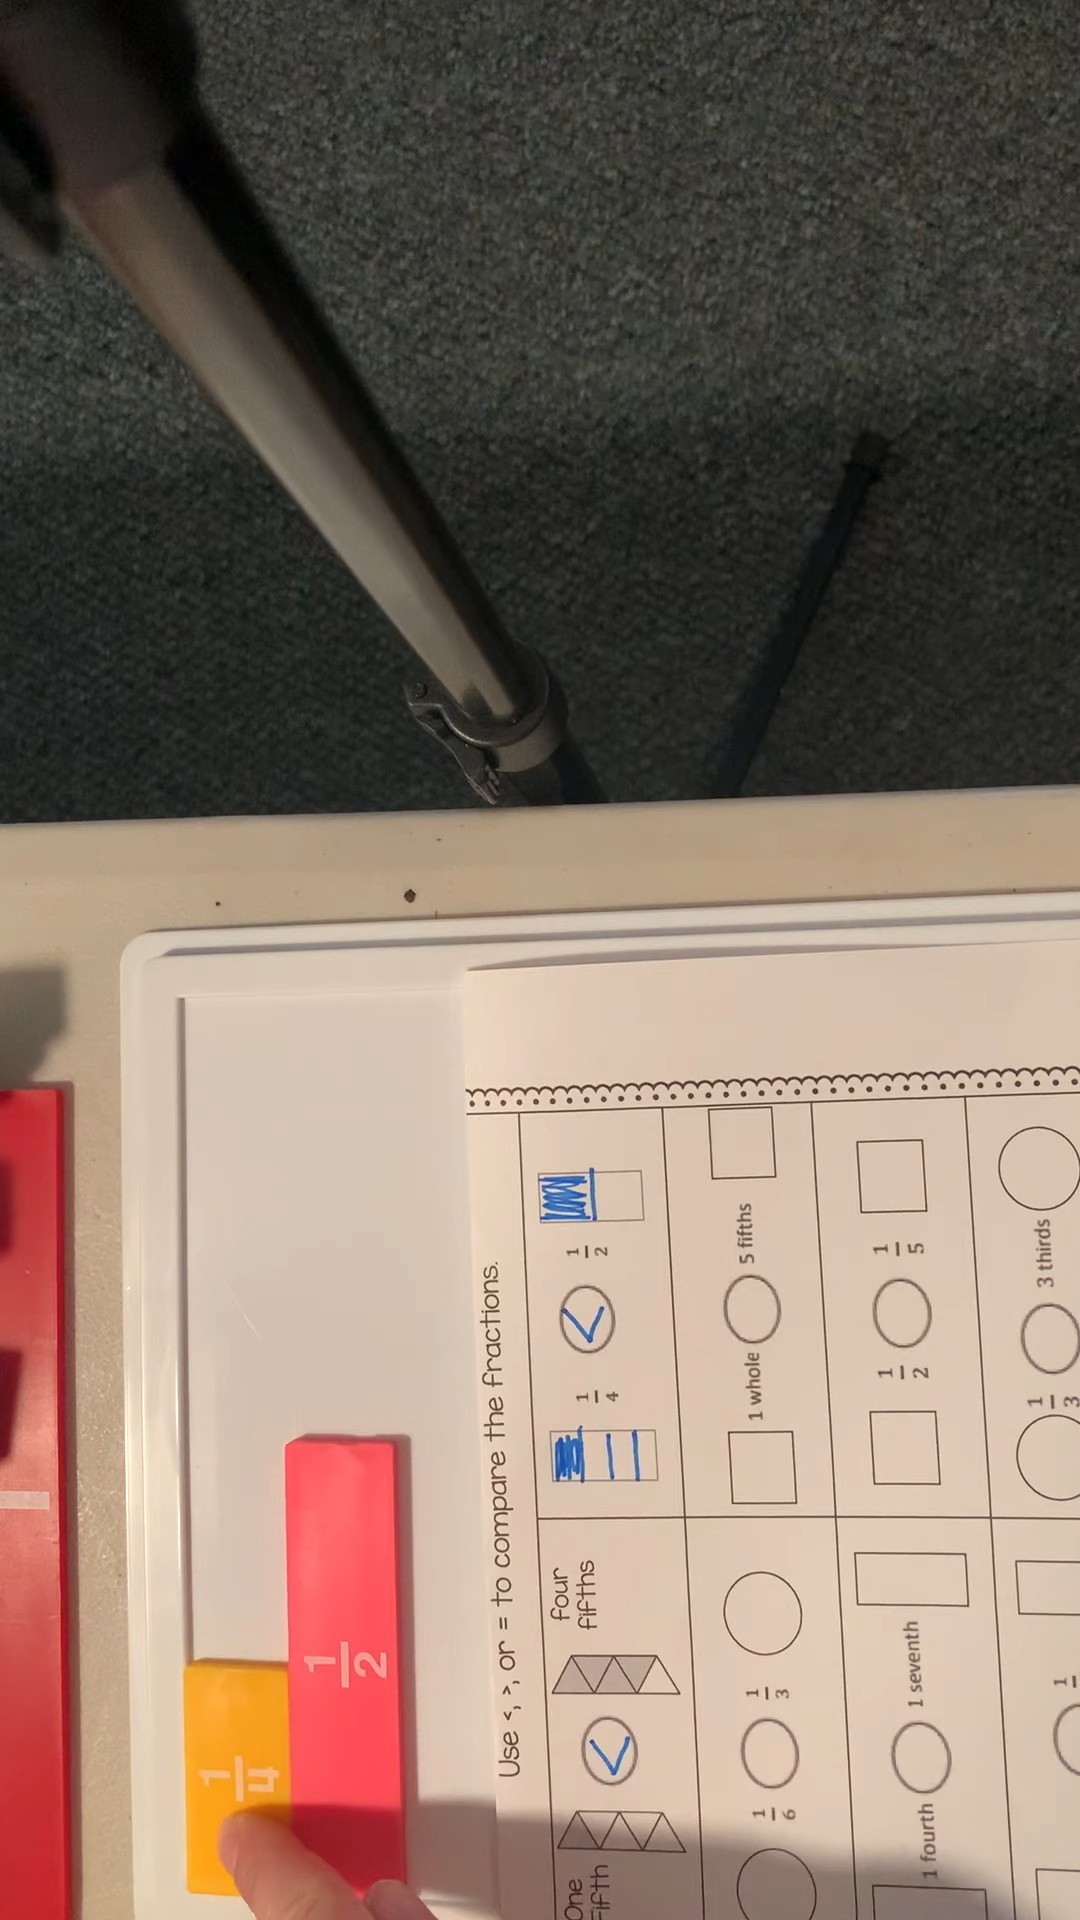 1/4
1/2
Use <, >, or = to compare the fractions.
One Fifth < four fifths
1/4 < 1/2
1/6 1/3
1 whole 5 fifths
1 fourth 1 seventh
1/2 1/5
1/3 3 thirds